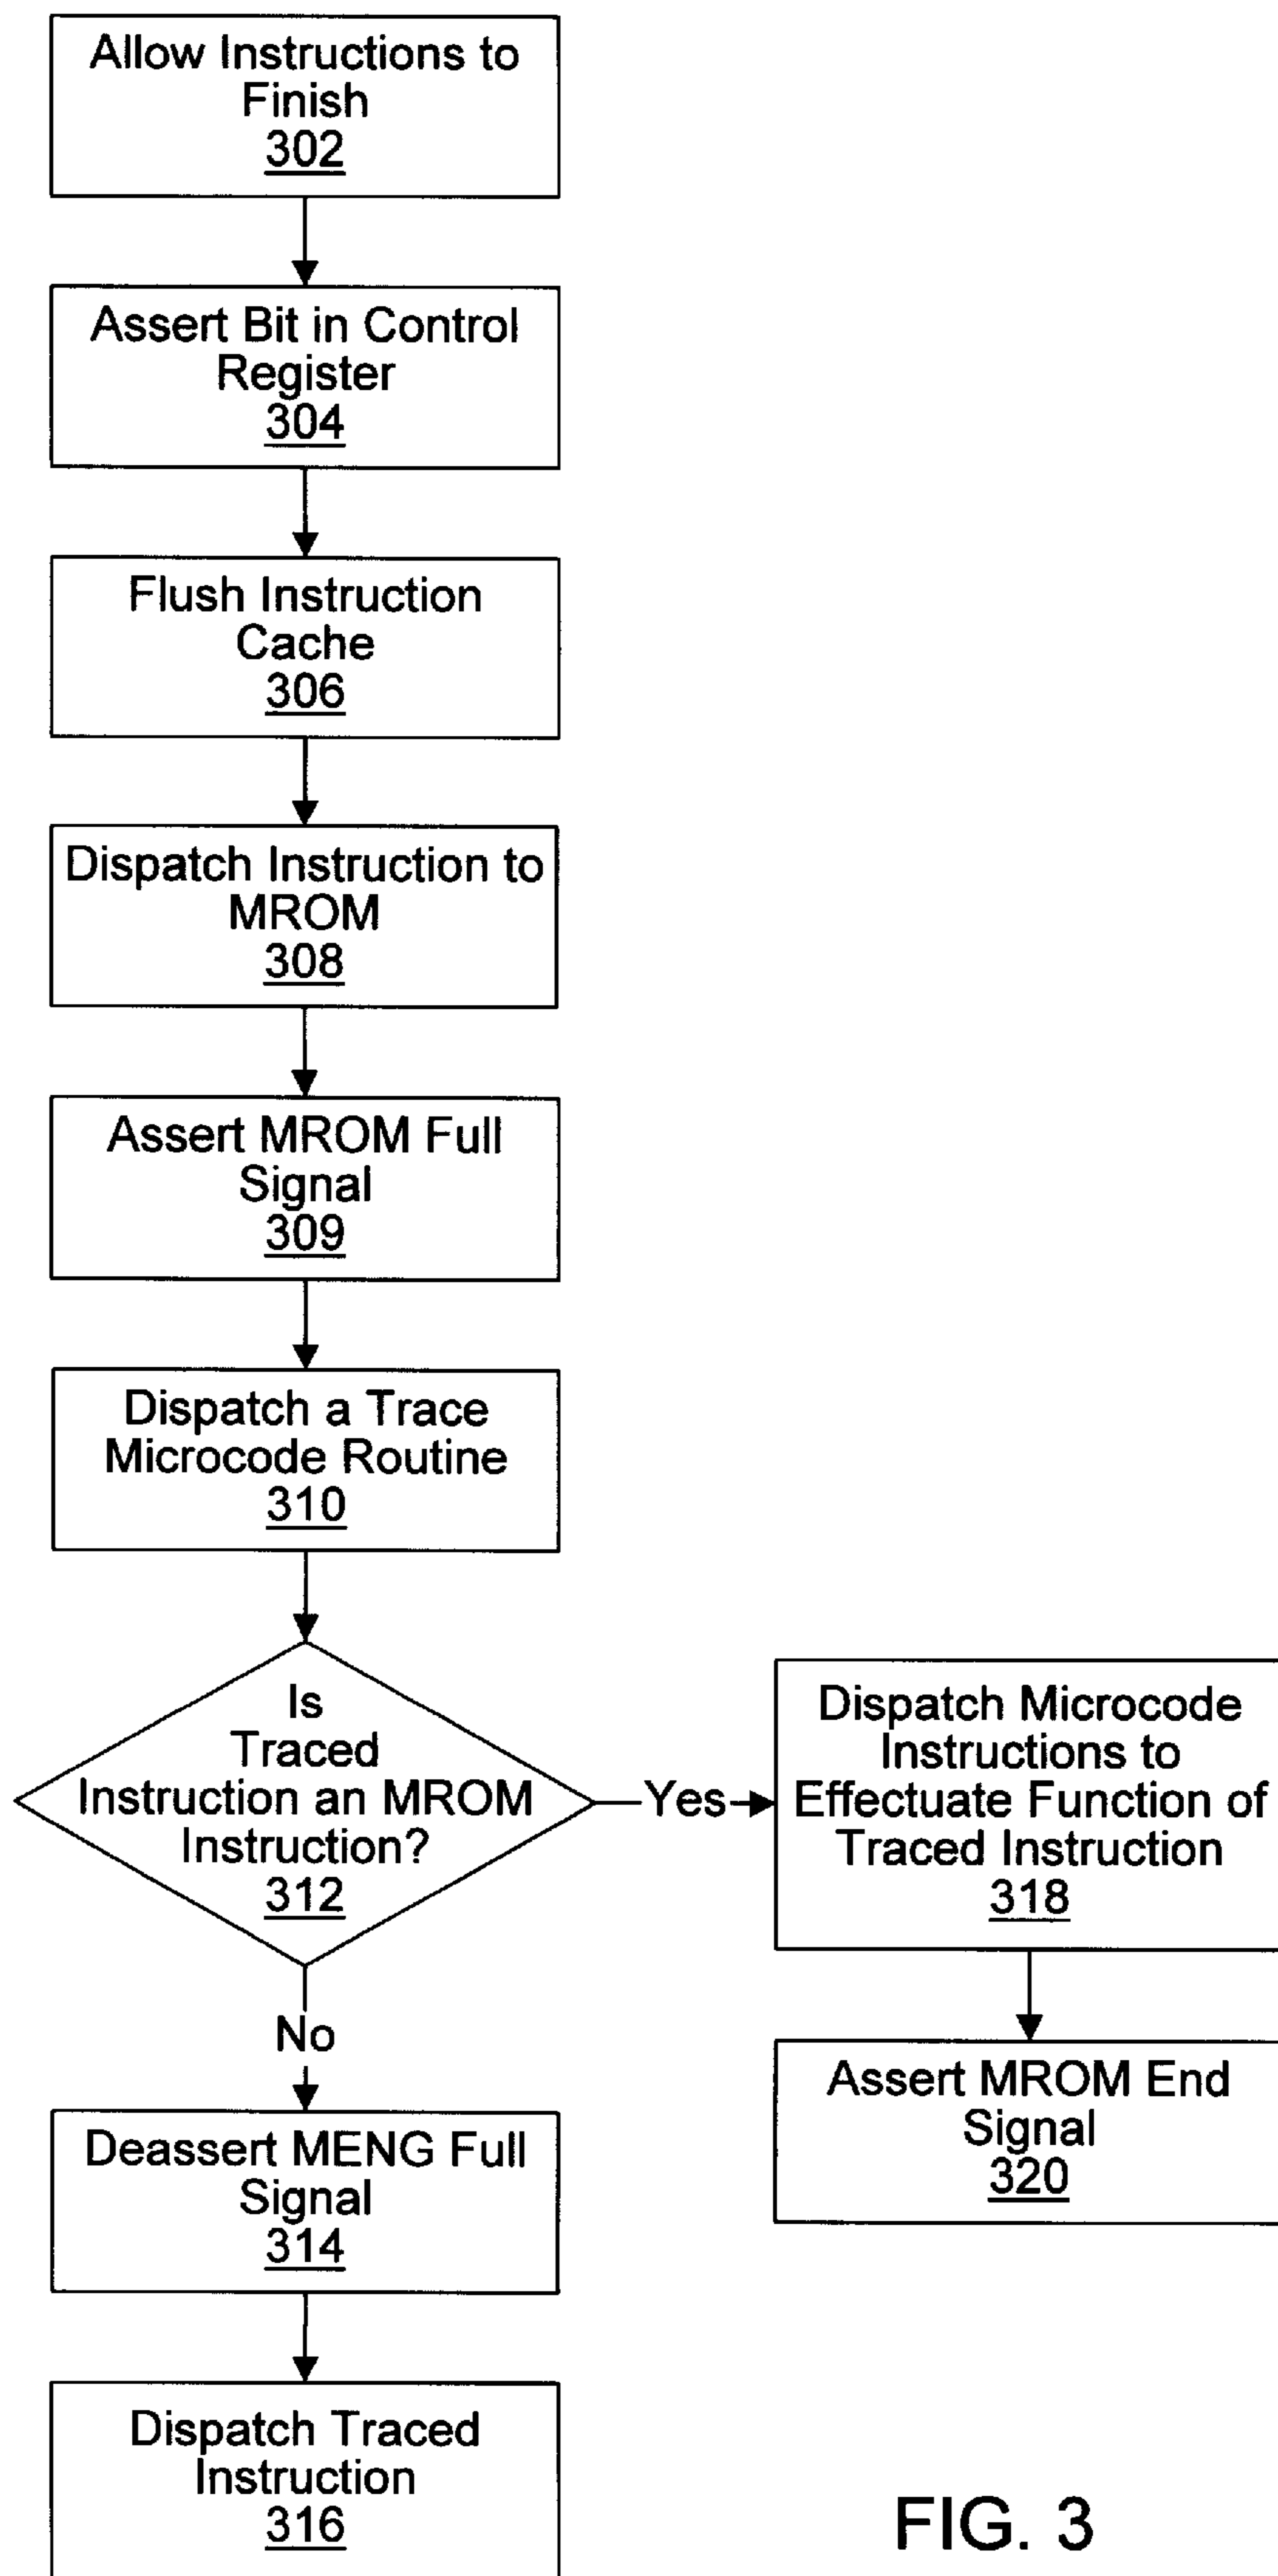 Allow Instructions to
Finish
302
Assert Bit in Control
Register
304
Flush Instruction
Cache
306
Dispatch Instruction to
MROM
308
Assert MROM Full
Signal
309
Dispatch a Trace
Microcode Routine
310
Is
Traced
Instruction an MROM
Instruction?
312
Yes
Dispatch Microcode
Instructions to
Effectuate Function of
Traced Instruction
318
Assert MROM End
Signal
320
No
Deassert MENG Full
Signal
314
Dispatch Traced
Instruction
316
FIG. 3